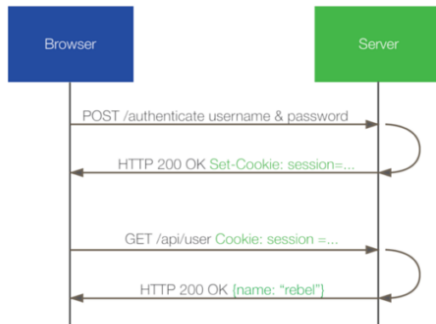 Browser
Server
POST /authenticate username & password
HTTP 200 OK Set-Cookie: session=...
GET /api/user Cookie: session =...
HTTP 200 OK {name: “rebel”}